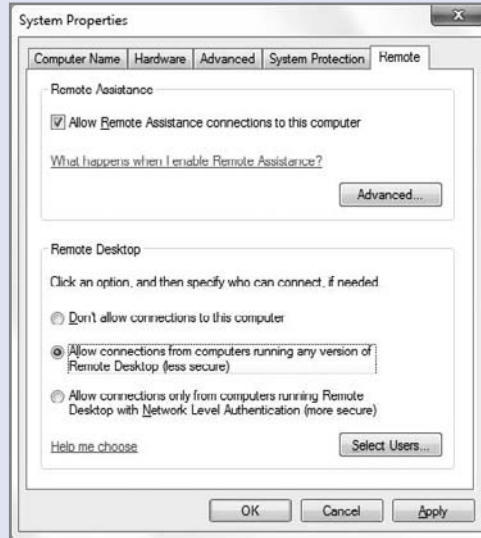 System Properties
x
Computer Name
Hardware
Advanced
System Protection
Remote
Remote Assistance
Allow Remote Assistance connections to this computer
What happens when I enable Remote Assistance?
Advanced...
Remote Desktop
Click an option, and then specify who can connect, if needed.
Don't allow connections to this computer
Allow connections from computers running any version of
Remote Desktop (less secure)
Allow connections only from computers running Remote
Desktop with Network Level Authentication (more secure)
Help me choose
Select Users...
OK
Cancel
Apply